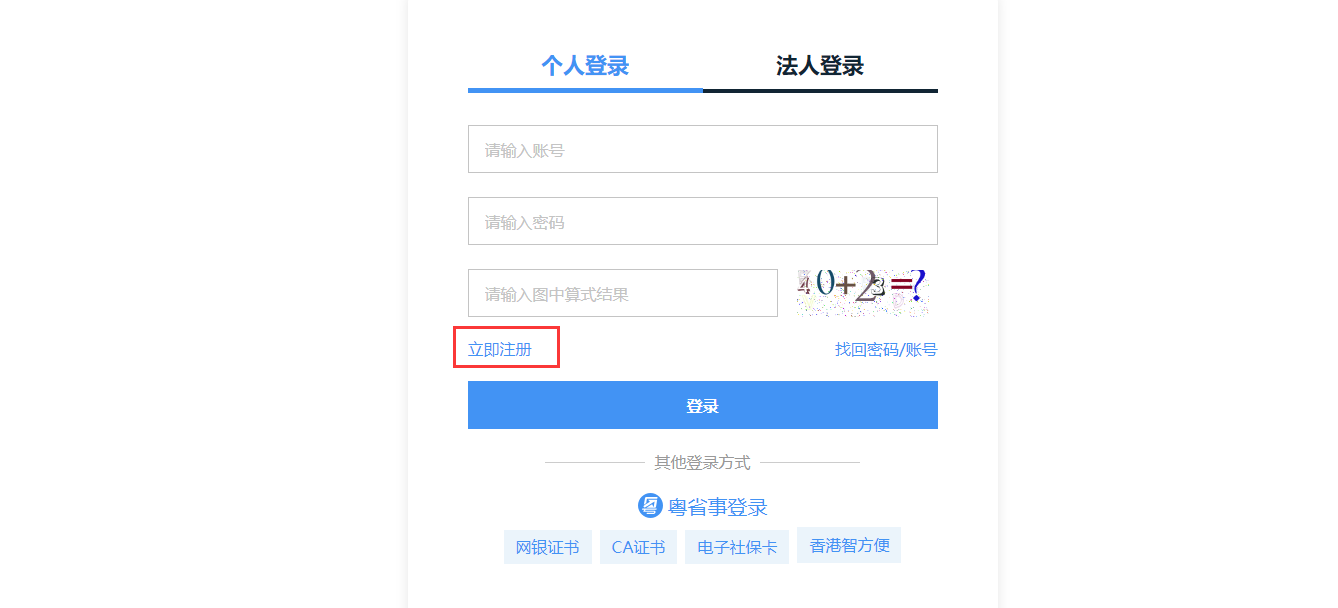 个人登录 法人登录
请输入账号
请输入密码
请输入图中算式结果 40+23=?
立即注册 找回密码/账号
登录
其他登录方式
粤 粤省事登录
网银证书 CA证书 电子社保卡 香港智方便